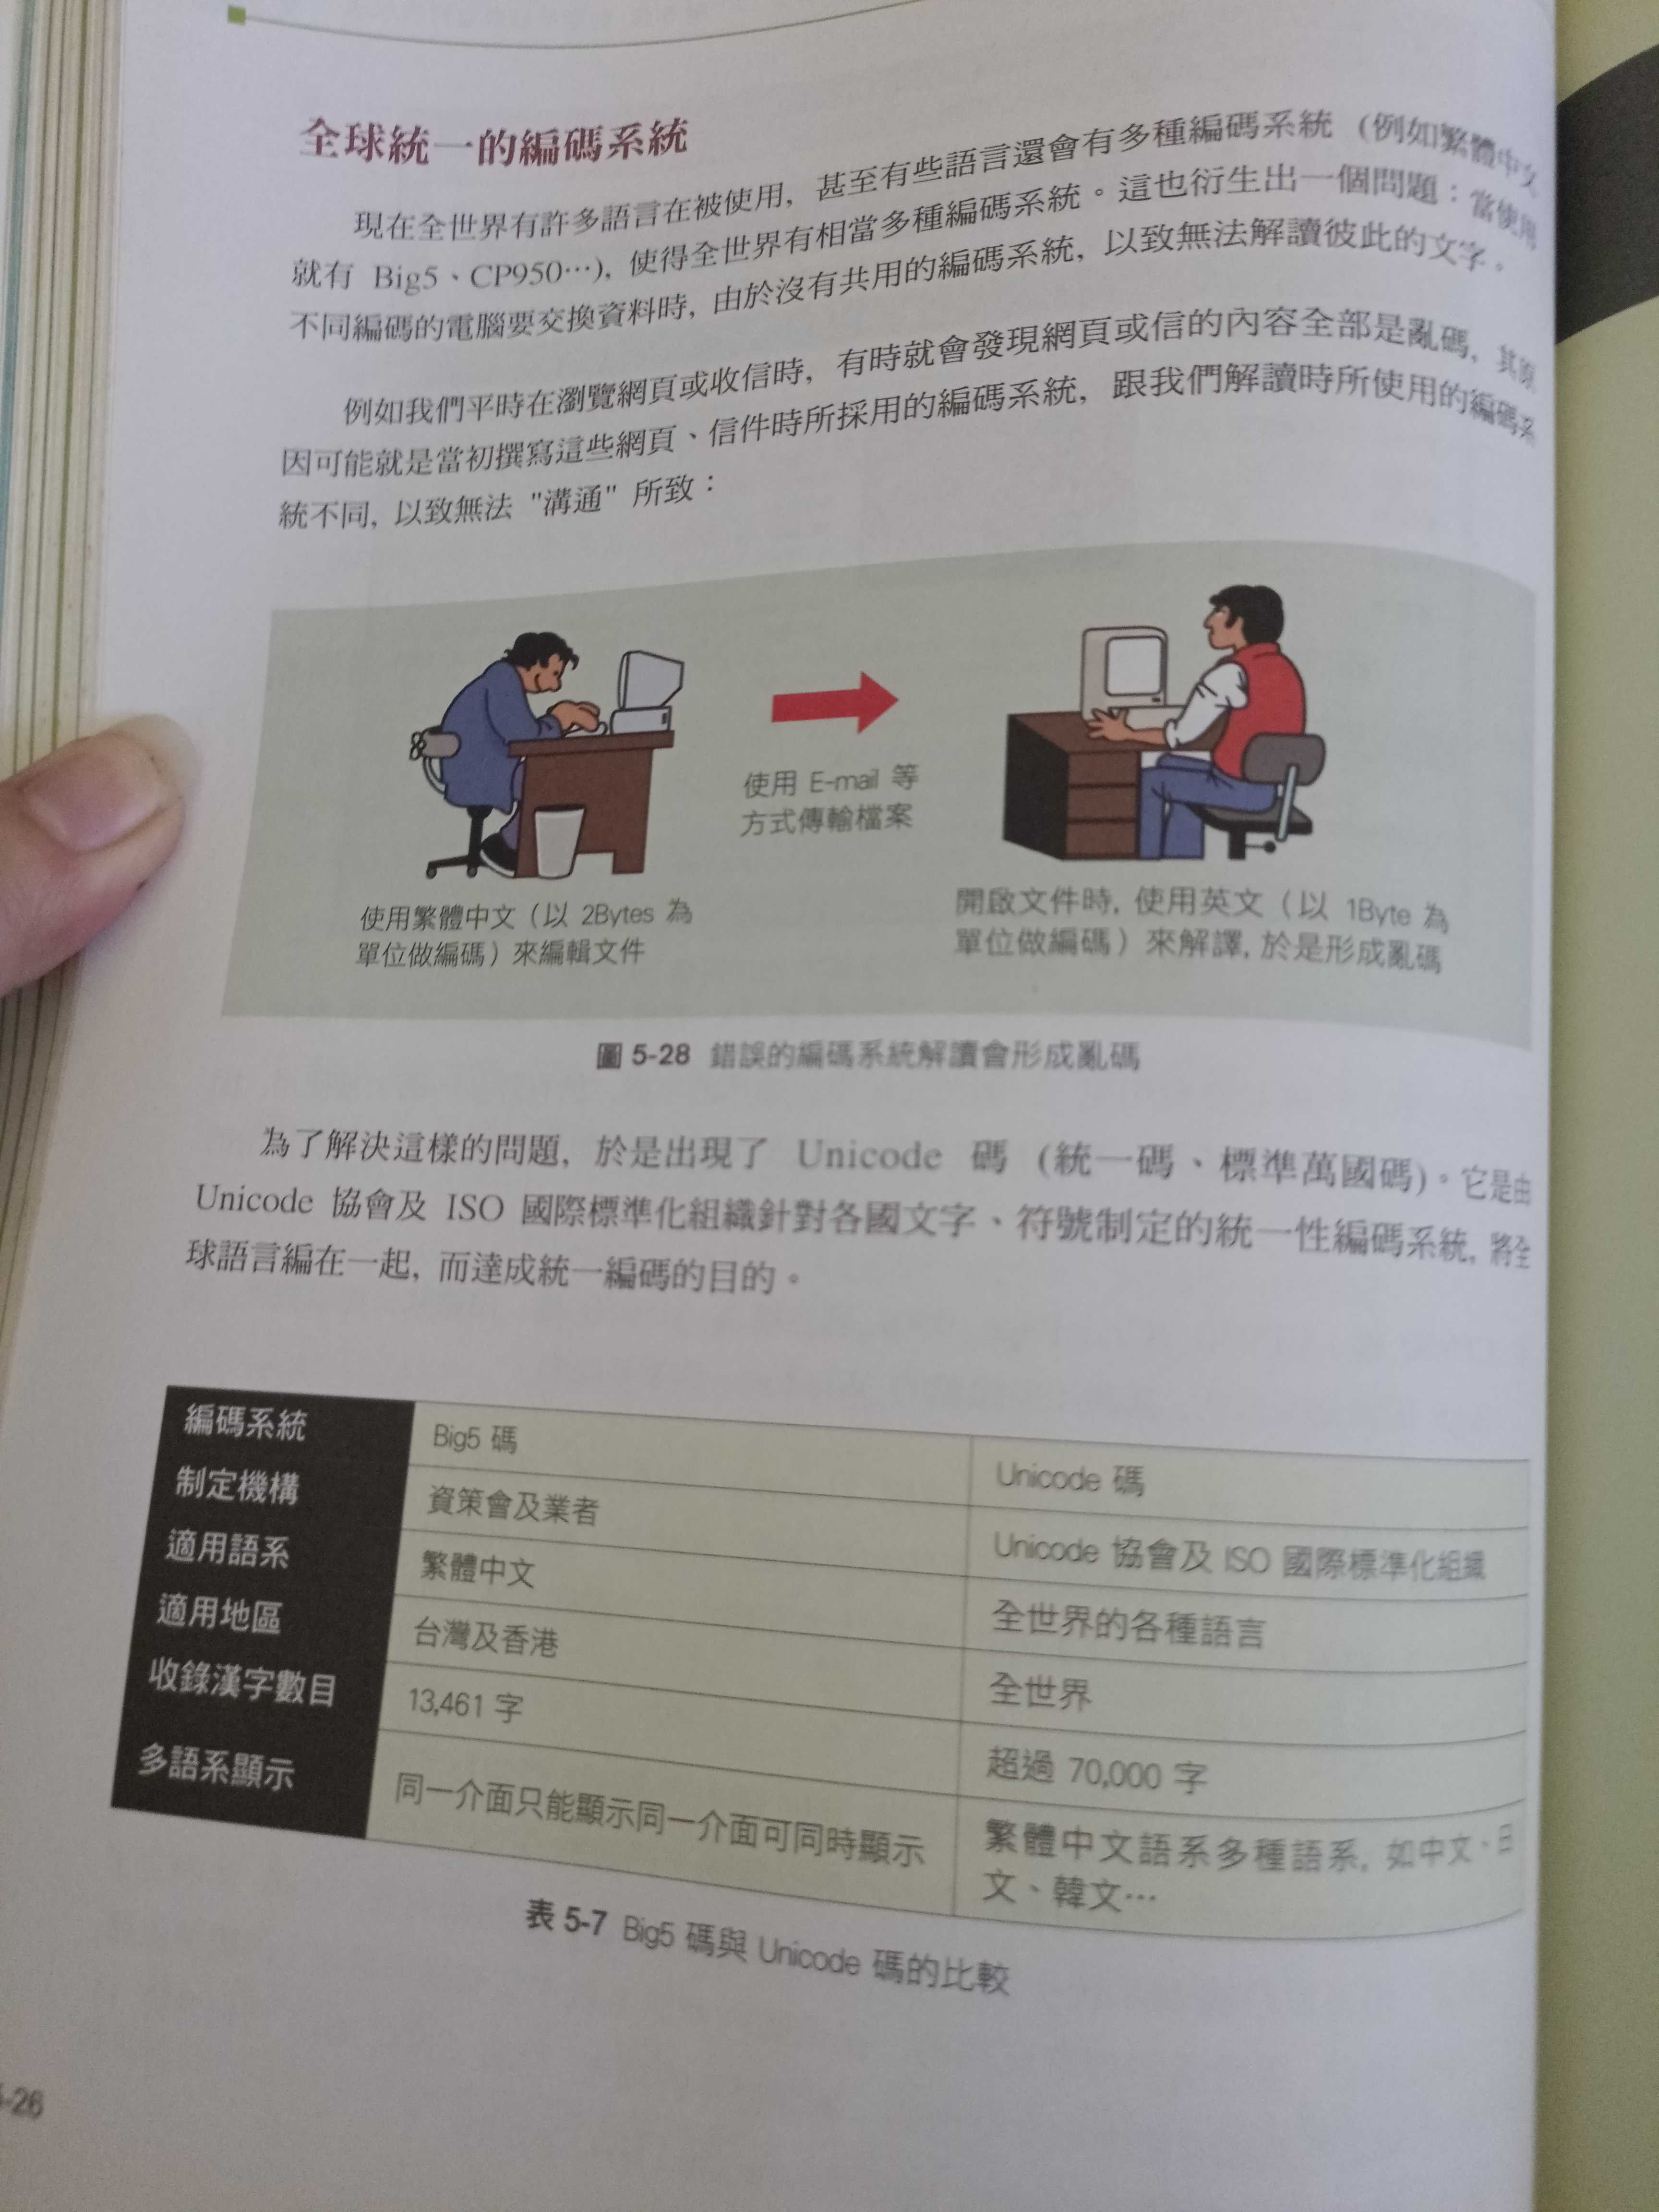 全球統一的編碼系統
現在全世界有許多語言在被使用, 甚至有些語言還會有多種編碼系統 (例如繁體中文
就有 Big5、CP950…), 使得全世界有相當多種編碼系統。這也衍生出一個問題：當使用
不同編碼的電腦要交換資料時, 由於沒有共用的編碼系統, 以致無法解讀彼此的文字。
例如我們平時在瀏覽網頁或收信時, 有時就會發現網頁或信的內容全部是亂碼, 其原
因可能就是當初撰寫這些網頁、信件時所採用的編碼系統, 跟我們解讀時所使用的編碼系
統不同, 以致無法 "溝通" 所致：
使用 E-mail 等
方式傳輸檔案
使用繁體中文（以 2Bytes 為
單位做編碼）來編輯文件
開啟文件時, 使用英文（以 1Byte 為
單位做編碼）來解譯, 於是形成亂碼
圖 5-28 錯誤的編碼系統解讀會形成亂碼
為了解決這樣的問題, 於是出現了 Unicode 碼 (統一碼、標準萬國碼)。它是由
Unicode 協會及 ISO 國際標準化組織針對各國文字、符號制定的統一性編碼系統, 將全
球語言編在一起, 而達成統一編碼的目的。
編碼系統 Big5 碼 Unicode 碼
制定機構 資策會及業者 Unicode 協會及 ISO 國際標準化組織
適用語系 繁體中文 全世界的各種語言
適用地區 台灣及香港 全世界
收錄漢字數目 13,461 字 超過 70,000 字
多語系顯示 同一介面只能顯示同一介面可同時顯示 繁體中文語系多種語系, 如中文、日
文、韓文…
表 5-7 Big5 碼與 Unicode 碼的比較
-26